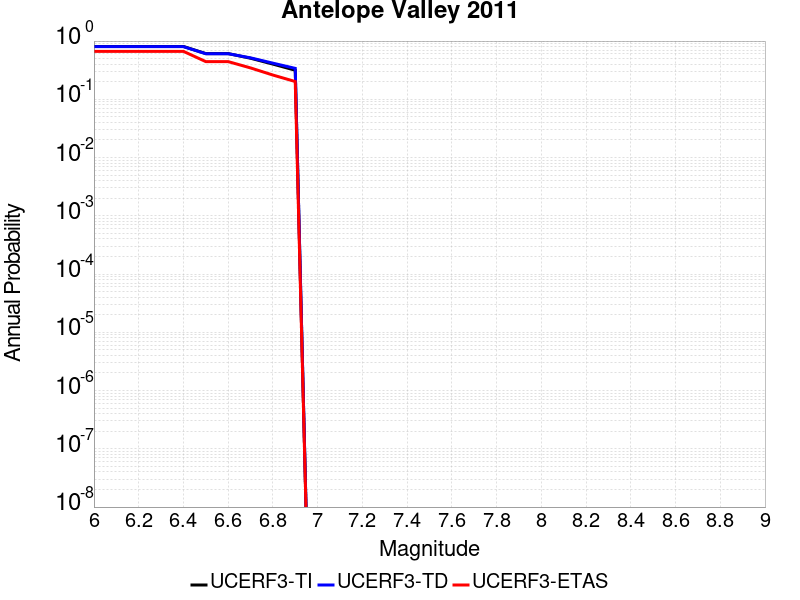 Antelope Valley 2011
10^0
10^-1
10^-2
10^-3
10^-4
10^-5
10^-6
10^-7
10^-8
Annual Probability
6 6.2 6.4 6.6 6.8 7 7.2 7.4 7.6 7.8 8 8.2 8.4 8.6 8.8 9
Magnitude
UCERF3-TI UCERF3-TD UCERF3-ETAS